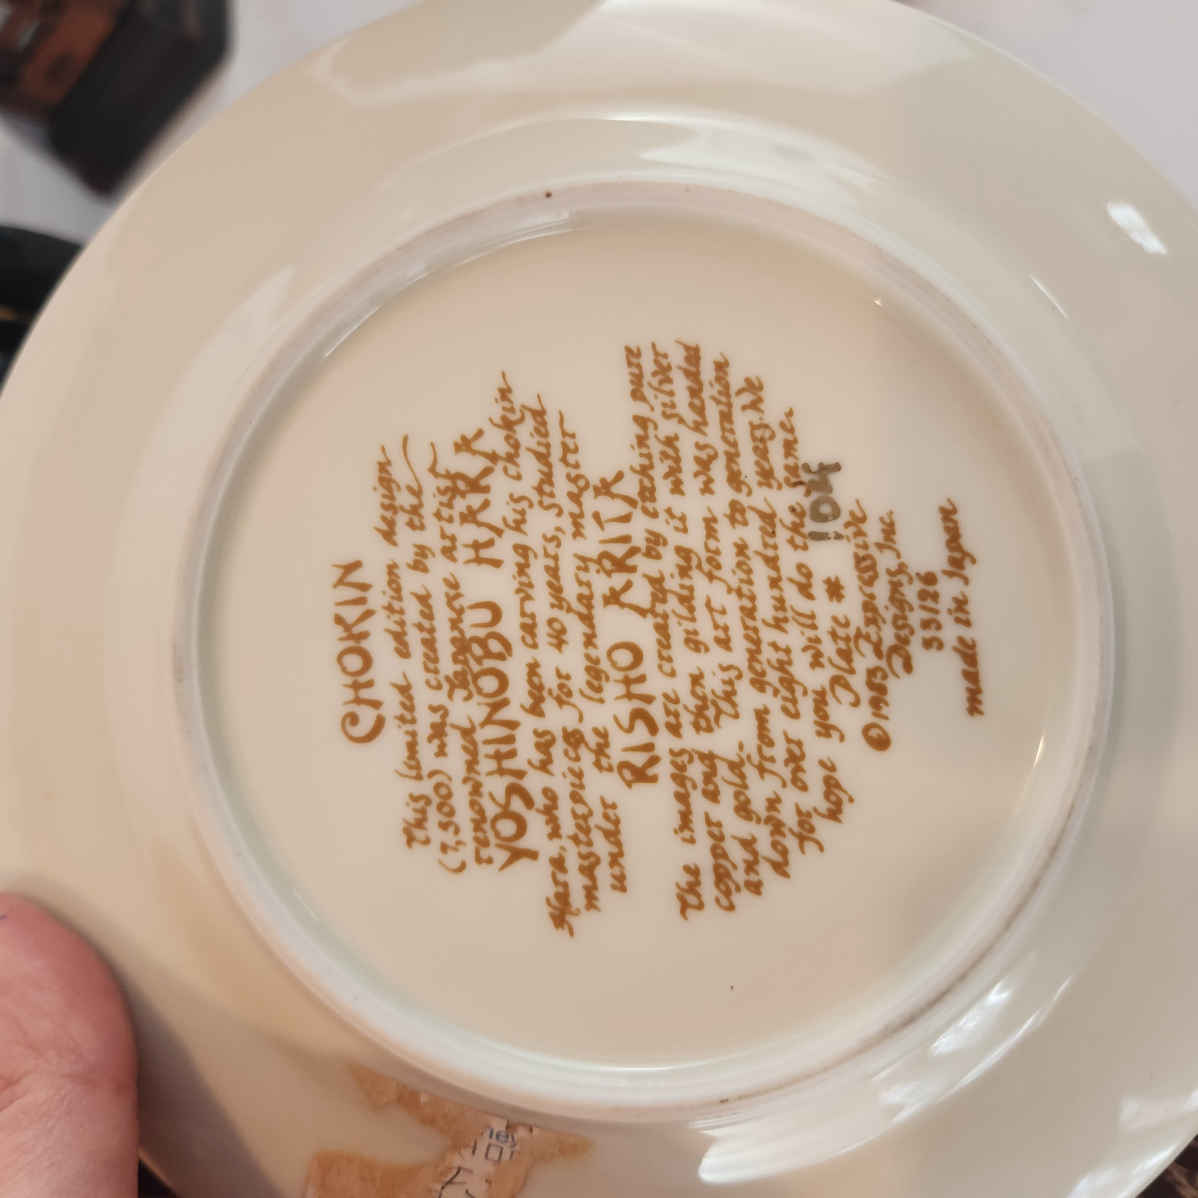 CHOKIN
This limited edition design
(7,500) was created by the
renowned Japanese artist
YOSHINOBU HARA
Hara, who has been carving his chokin
masterpieces for 40 years, studied
under the legendary master
RISHO ARITA
The images are created by etching pure
copper and then gilding it with silver
and gold. This art form was handed
down from generation to generation
for over eight hundred years. We
hope you will do the same.
Plate #
©1983 Expressive
Designs, Inc.
33126
made in Japan